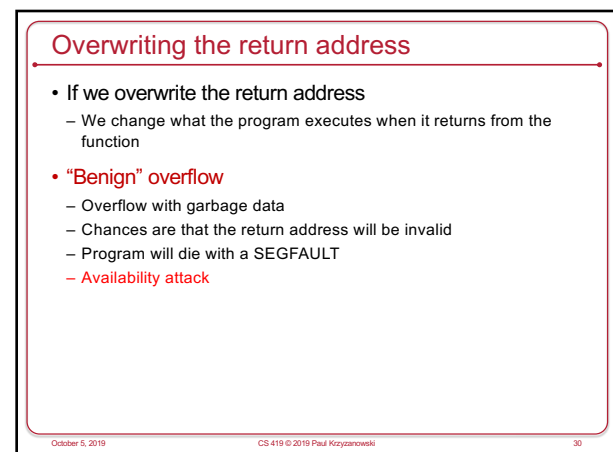 Overwriting the return address
• If we overwrite the return address
– We change what the program executes when it returns from the
function
• “Benign” overflow
– Overflow with garbage data
– Chances are that the return address will be invalid
– Program will die with a SEGFAULT
– Availability attack
October 5, 2019 CS 419 © 2019 Paul Krzyzanowski 30